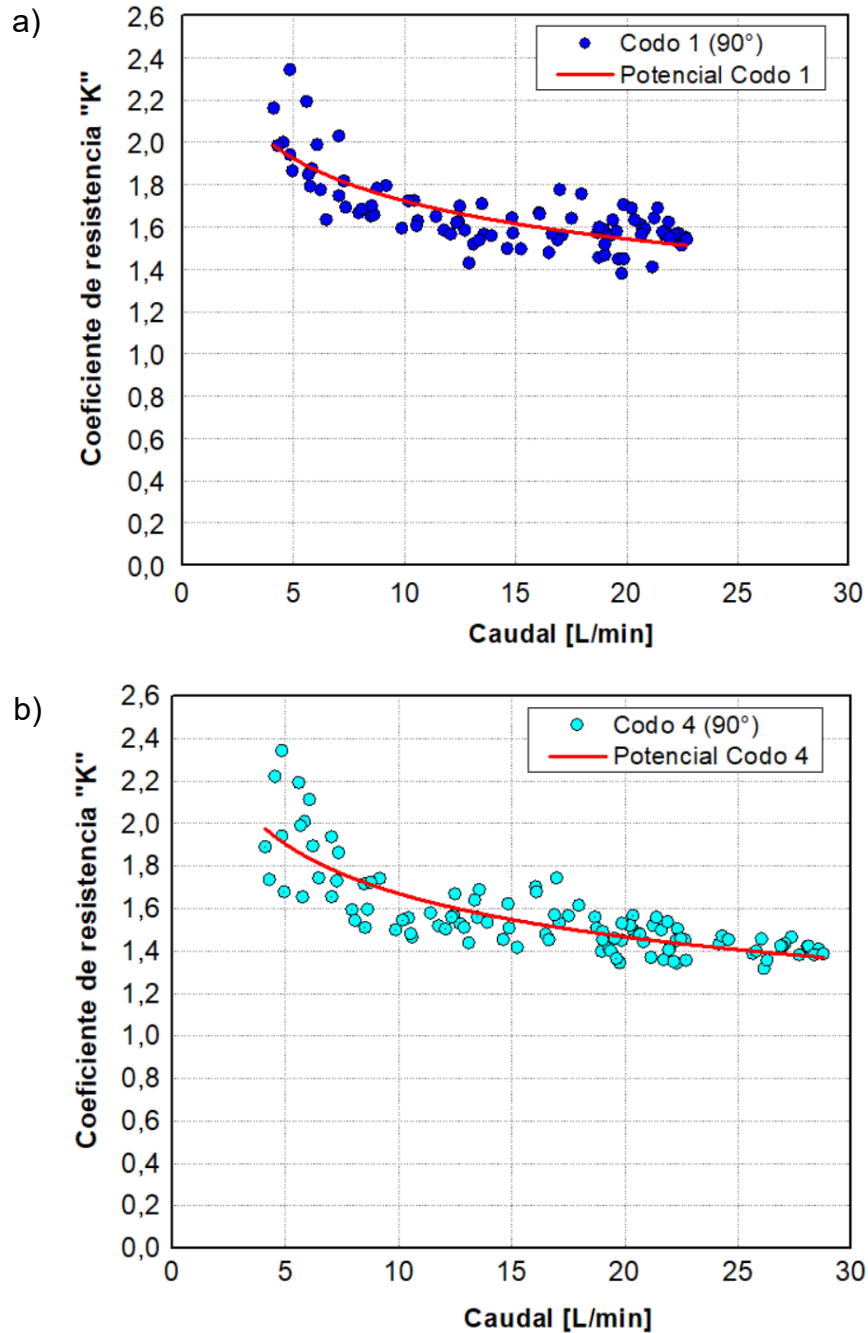 a)
2,6
2,4
2,2
2,0
1,8
1,6
1,4
1,2
1,0
0,8
0,6
0,4
0,2
0,0
Coeficiente de resistencia "K"
Codo 1 (90°)
Potencial Codo 1
0 5 10 15 20 25 30
Caudal [L/min]
b)
2,6
2,4
2,2
2,0
1,8
1,6
1,4
1,2
1,0
0,8
0,6
0,4
0,2
0,0
Coeficiente de resistencia "K"
Codo 4 (90°)
Potencial Codo 4
0 5 10 15 20 25 30
Caudal [L/min]